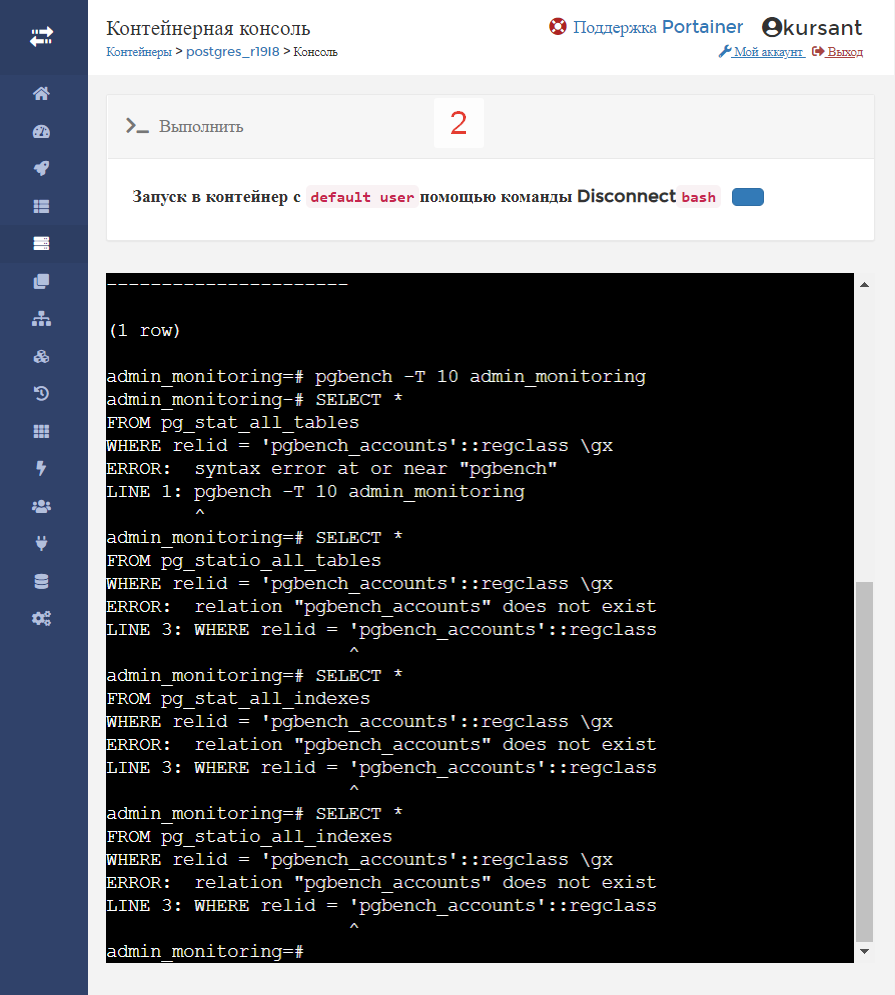 Контейнерная консоль
Поддержка Portainer
kursant
Контейнеры > postgres_r19l8 > Консоль
Мой аккаунт
Выход
Выполнить
2
Запуск в контейнер с default user помощью команды Disconnect bash
----------------------
(1 row)
admin_monitoring=# pgbench -T 10 admin_monitoring
admin_monitoring-# SELECT *
FROM pg_stat_all_tables
WHERE relid = 'pgbench_accounts'::regclass \gx
ERROR:  syntax error at or near "pgbench"
LINE 1: pgbench -T 10 admin_monitoring
        ^
admin_monitoring=# SELECT *
FROM pg_statio_all_tables
WHERE relid = 'pgbench_accounts'::regclass \gx
ERROR:  relation "pgbench_accounts" does not exist
LINE 3: WHERE relid = 'pgbench_accounts'::regclass
                      ^
admin_monitoring=# SELECT *
FROM pg_stat_all_indexes
WHERE relid = 'pgbench_accounts'::regclass \gx
ERROR:  relation "pgbench_accounts" does not exist
LINE 3: WHERE relid = 'pgbench_accounts'::regclass
                      ^
admin_monitoring=# SELECT *
FROM pg_statio_all_indexes
WHERE relid = 'pgbench_accounts'::regclass \gx
ERROR:  relation "pgbench_accounts" does not exist
LINE 3: WHERE relid = 'pgbench_accounts'::regclass
                      ^
admin_monitoring=#